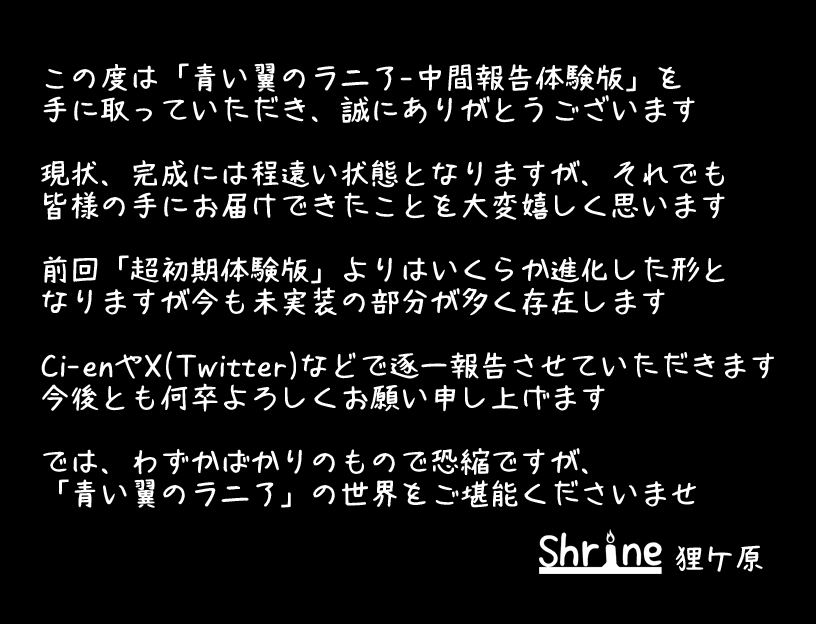 この度は「青い翼のラニア-中間報告体験版」を
手に取っていただき、誠にありがとうございます
現状、完成には程遠い状態となりますが、それでも
皆様の手にお届けできたことを大変嬉しく思います
前回「超初期体験版」よりはいくらか進化した形と
なりますが今も未実装の部分が多く存在します
Ci-enやX(Twitter)などで逐一報告させていただきます
今後とも何卒よろしくお願い申し上げます
では、わずかばかりのもので恐縮ですが、
「青い翼のラニア」の世界をご堪能くださいませ
Shrine 狸ケ原